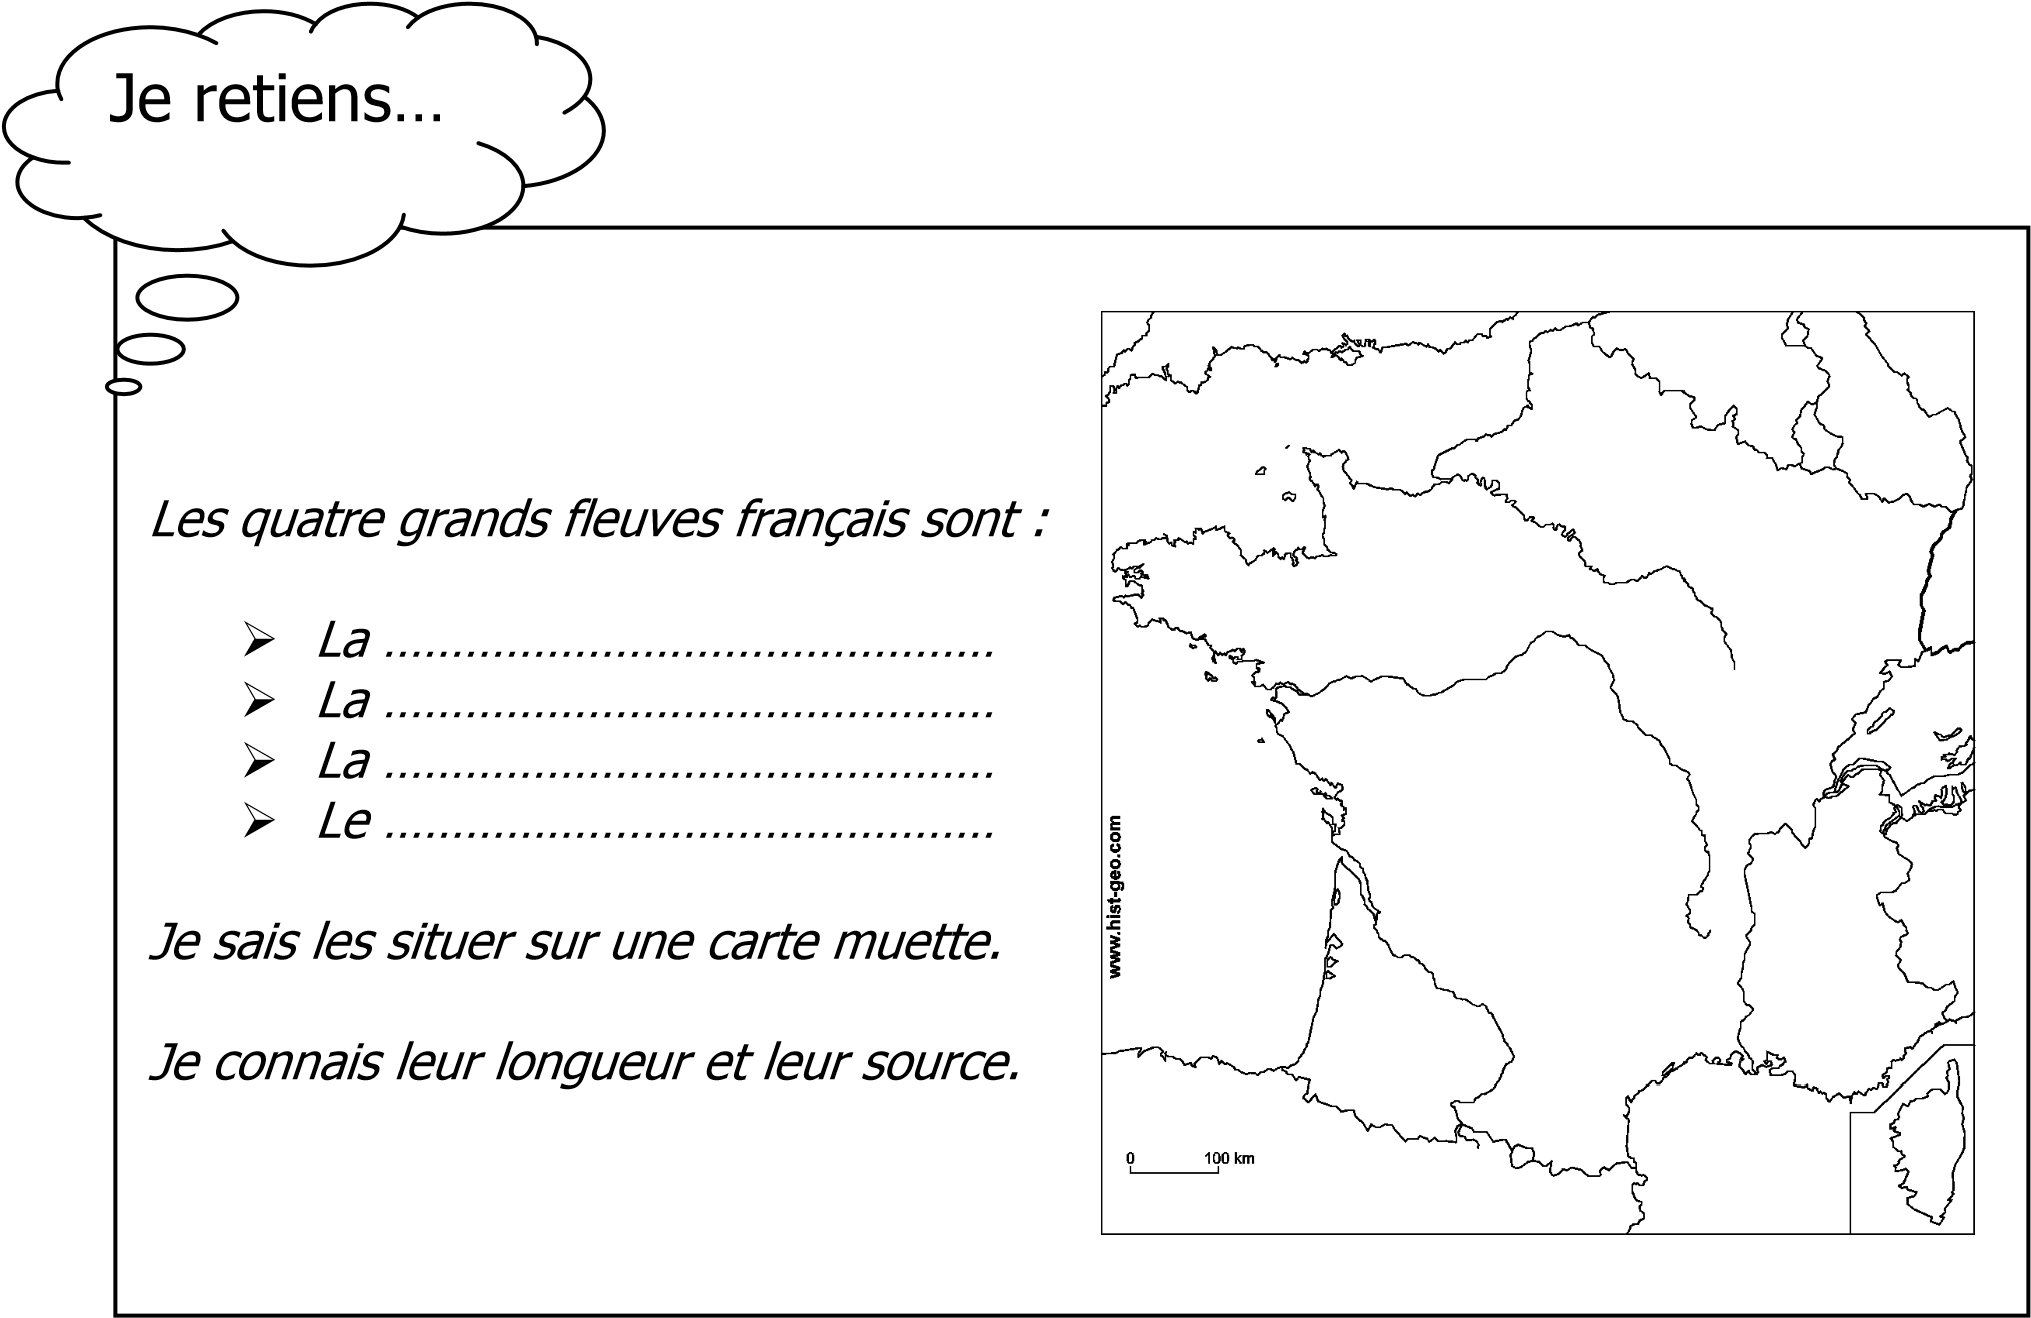 Je retiens…
Les quatre grands fleuves français sont :
La .............................................
La .............................................
La .............................................
Le .............................................
Je sais les situer sur une carte muette.
Je connais leur longueur et leur source.
www.hist-geo.com
0 100 km